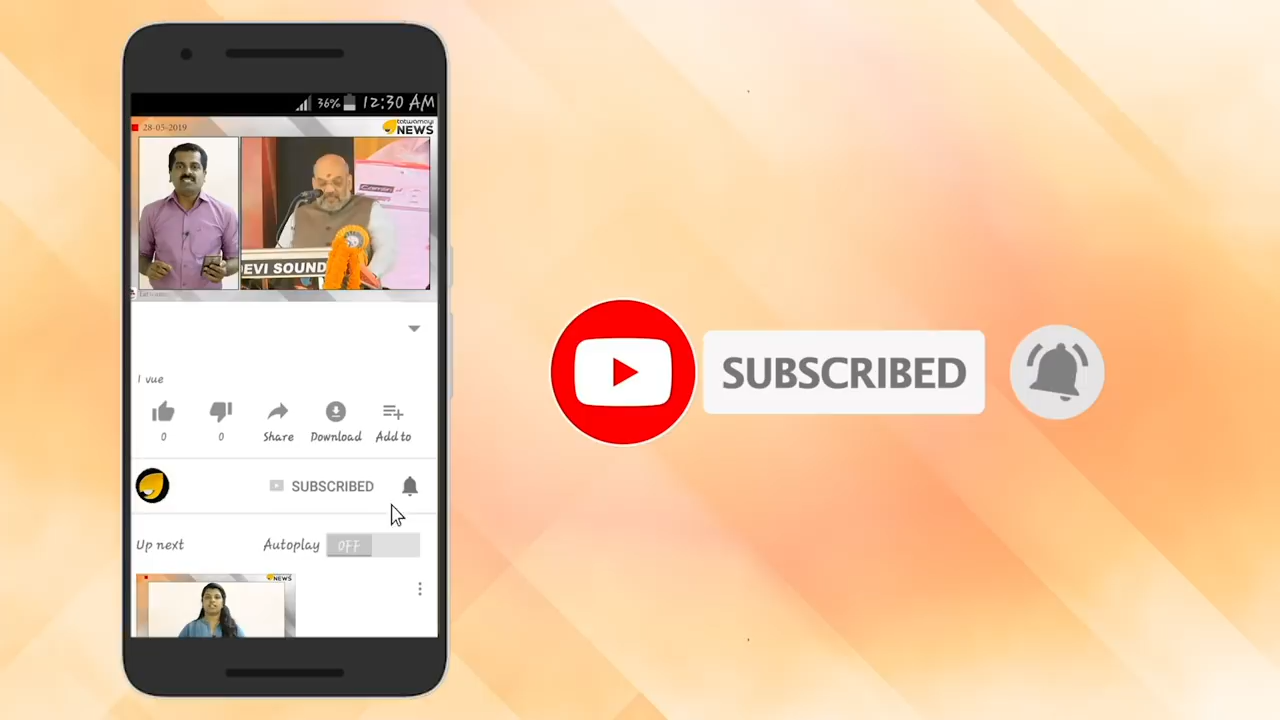 36% 12:30 AM
28-05-2019
tatwamayi
NEWS
DEVI SOUND
1 vue
0 0 Share Download Add to
SUBSCRIBED
Up next Autoplay OFF
NEWS
SUBSCRIBED